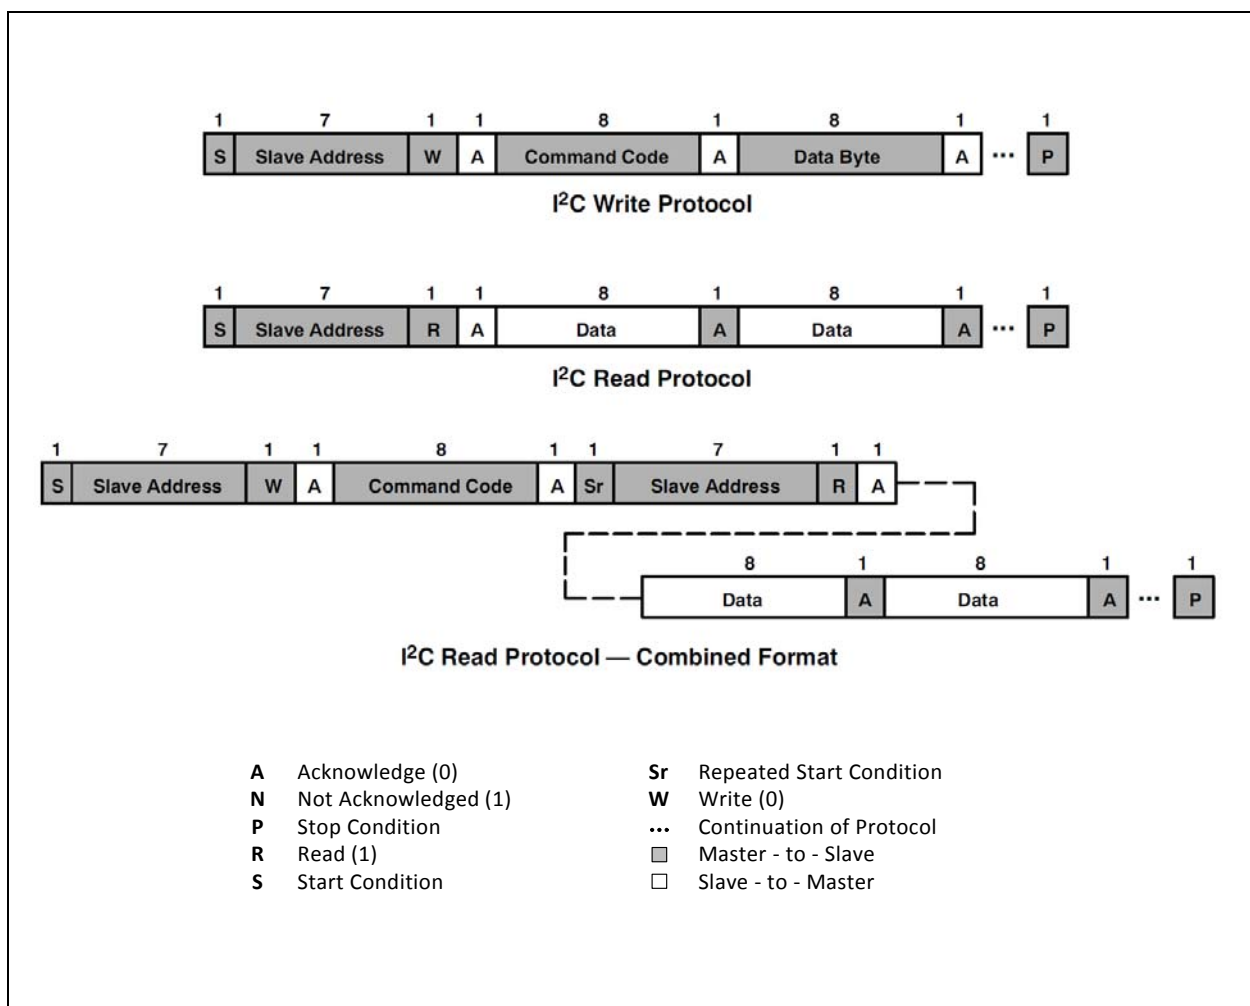 1 7 1 1 8 1 8 1 1
S Slave Address W A Command Code A Data Byte A ... P
I²C Write Protocol
1 7 1 1 8 1 8 1 1
S Slave Address R A Data A Data A ... P
I²C Read Protocol
1 7 1 1 8 1 1 7 1 1
S Slave Address W A Command Code A Sr Slave Address R A
8 1 8 1 1
Data A Data A ... P
I²C Read Protocol — Combined Format
A Acknowledge (0) Sr Repeated Start Condition
N Not Acknowledged (1) W Write (0)
P Stop Condition ... Continuation of Protocol
R Read (1) Master - to - Slave
S Start Condition Slave - to - Master